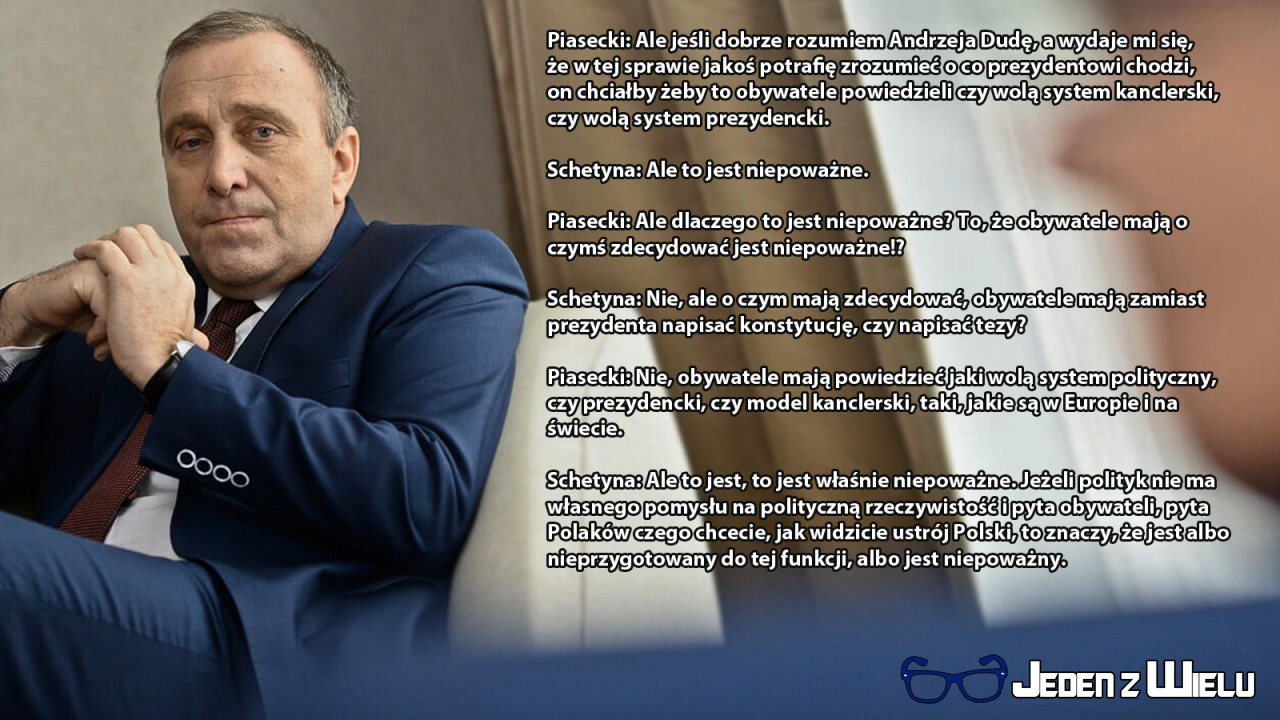 Piasecki: Ale jeśli dobrze rozumiem Andrzeja Dudę, a wydaje mi się,
że w tej sprawie jakoś potrafię zrozumieć o co prezydentowi chodzi,
on chciałby żeby to obywatele powiedzieli czy wolą system kanclerski,
czy wolą system prezydencki.
Schetyna: Ale to jest niepoważne.
Piasecki: Ale dlaczego to jest niepoważne? To, że obywatele mają o
czymś zdecydować jest niepoważne!?
Schetyna: Nie, ale o czym mają zdecydować, obywatele mają zamiast
prezydenta napisać konstytucję, czy napisać tezy?
Piasecki: Nie, obywatele mają powiedzieć jaki wolą system polityczny,
czy prezydencki, czy model kanclerski, taki, jakie są w Europie i na
świecie.
Schetyna: Ale to jest, to jest właśnie niepoważne. Jeżeli polityk nie ma
własnego pomysłu na polityczną rzeczywistość i pyta obywateli, pyta
Polaków czego chcecie, jak widzicie ustrój Polski, to znaczy, że jest albo
nieprzygotowany do tej funkcji, albo jest niepoważny.
Jeden z Wielu